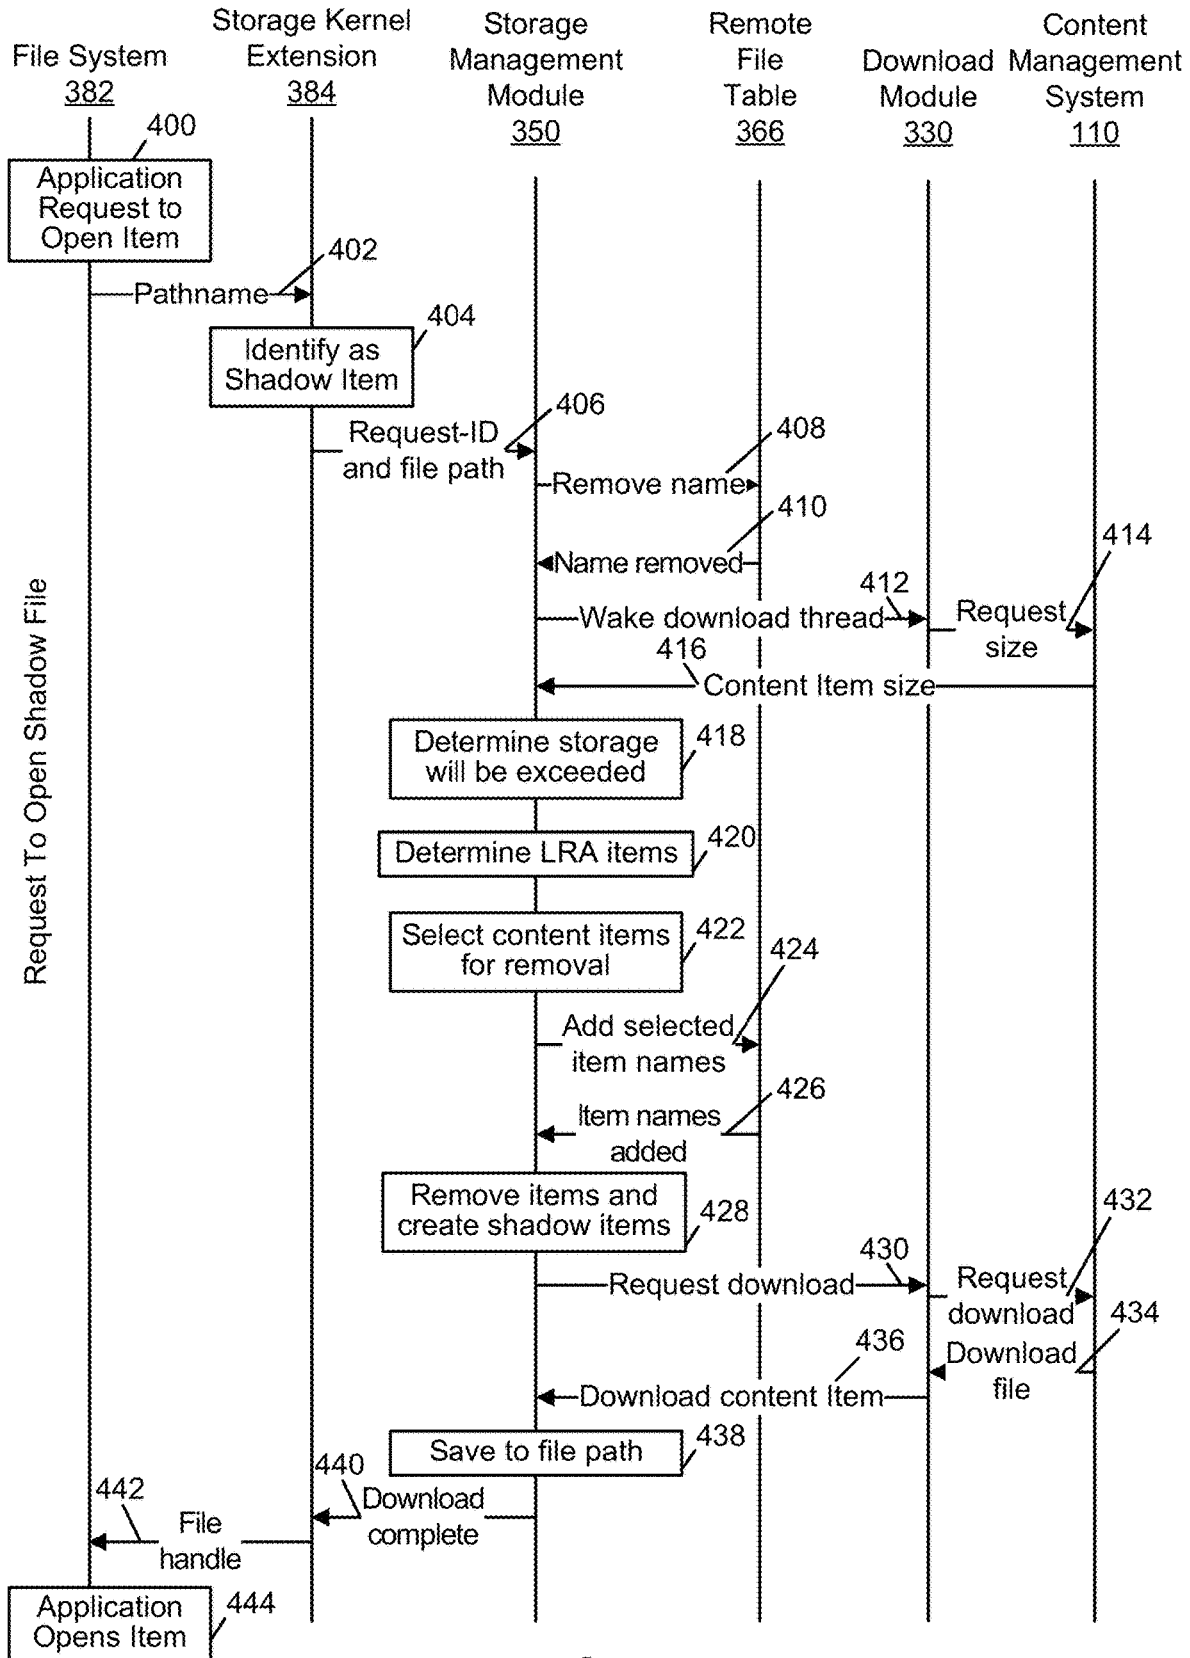 File System
382
Storage Kernel
Extension
384
Storage
Management
Module
350
Remote
File
Table
366
Download
Module
330
Content
Management
System
110
Request To Open Shadow File
400
Application
Request to
Open Item
402
Pathname
404
Identify as
Shadow Item
406
Request-ID
and file path
408
Remove name
410
Name removed
412
Wake download thread
414
Request
size
416
Content Item size
Determine storage
will be exceeded
418
Determine LRA items
420
Select content items
for removal
422
424
Add selected
item names
426
Item names
added
Remove items and
create shadow items
428
430
Request download
432
Request
download
434
Download
file
436
Download content Item
Save to file path
438
440
Download
complete
442
File
handle
Application
Opens Item
444